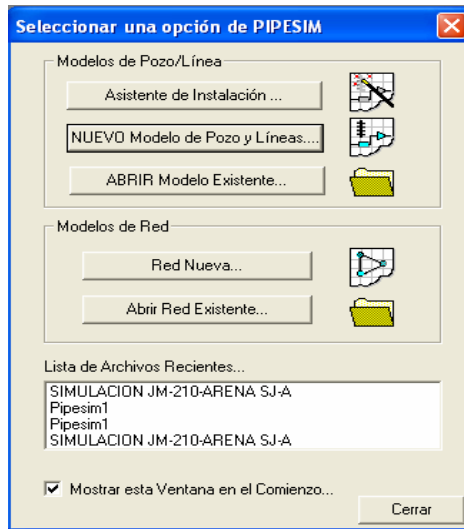 Seleccionar una opción de PIPESIM
Modelos de Pozo/Línea
Asistente de Instalación ...
NUEVO Modelo de Pozo y Líneas....
ABRIR Modelo Existente...
Modelos de Red
Red Nueva...
Abrir Red Existente...
Lista de Archivos Recientes...
SIMULACION JM-210-ARENA SJ-A
Pipesim1
Pipesim1
SIMULACION JM-210-ARENA SJ-A
Mostrar esta Ventana en el Comienzo...
Cerrar